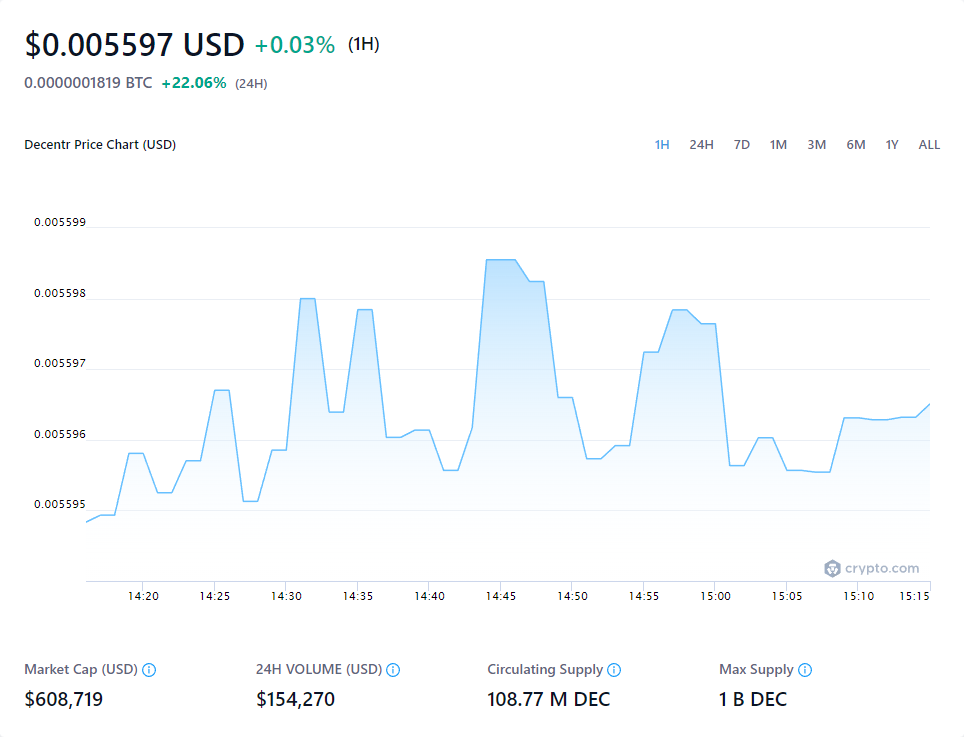 $0.005597 USD +0.03% (1H)
0.0000001819 BTC +22.06% (24H)
Decentr Price Chart (USD) 1H 24H 7D 1M 3M 6M 1Y ALL
0.005599
0.005598
0.005597
0.005596
0.005595
crypto.com
14:20 14:25 14:30 14:35 14:40 14:45 14:50 14:55 15:00 15:05 15:10 15:15
Market Cap (USD) 24H VOLUME (USD) Circulating Supply Max Supply
$608,719 $154,270 108.77 M DEC 1 B DEC